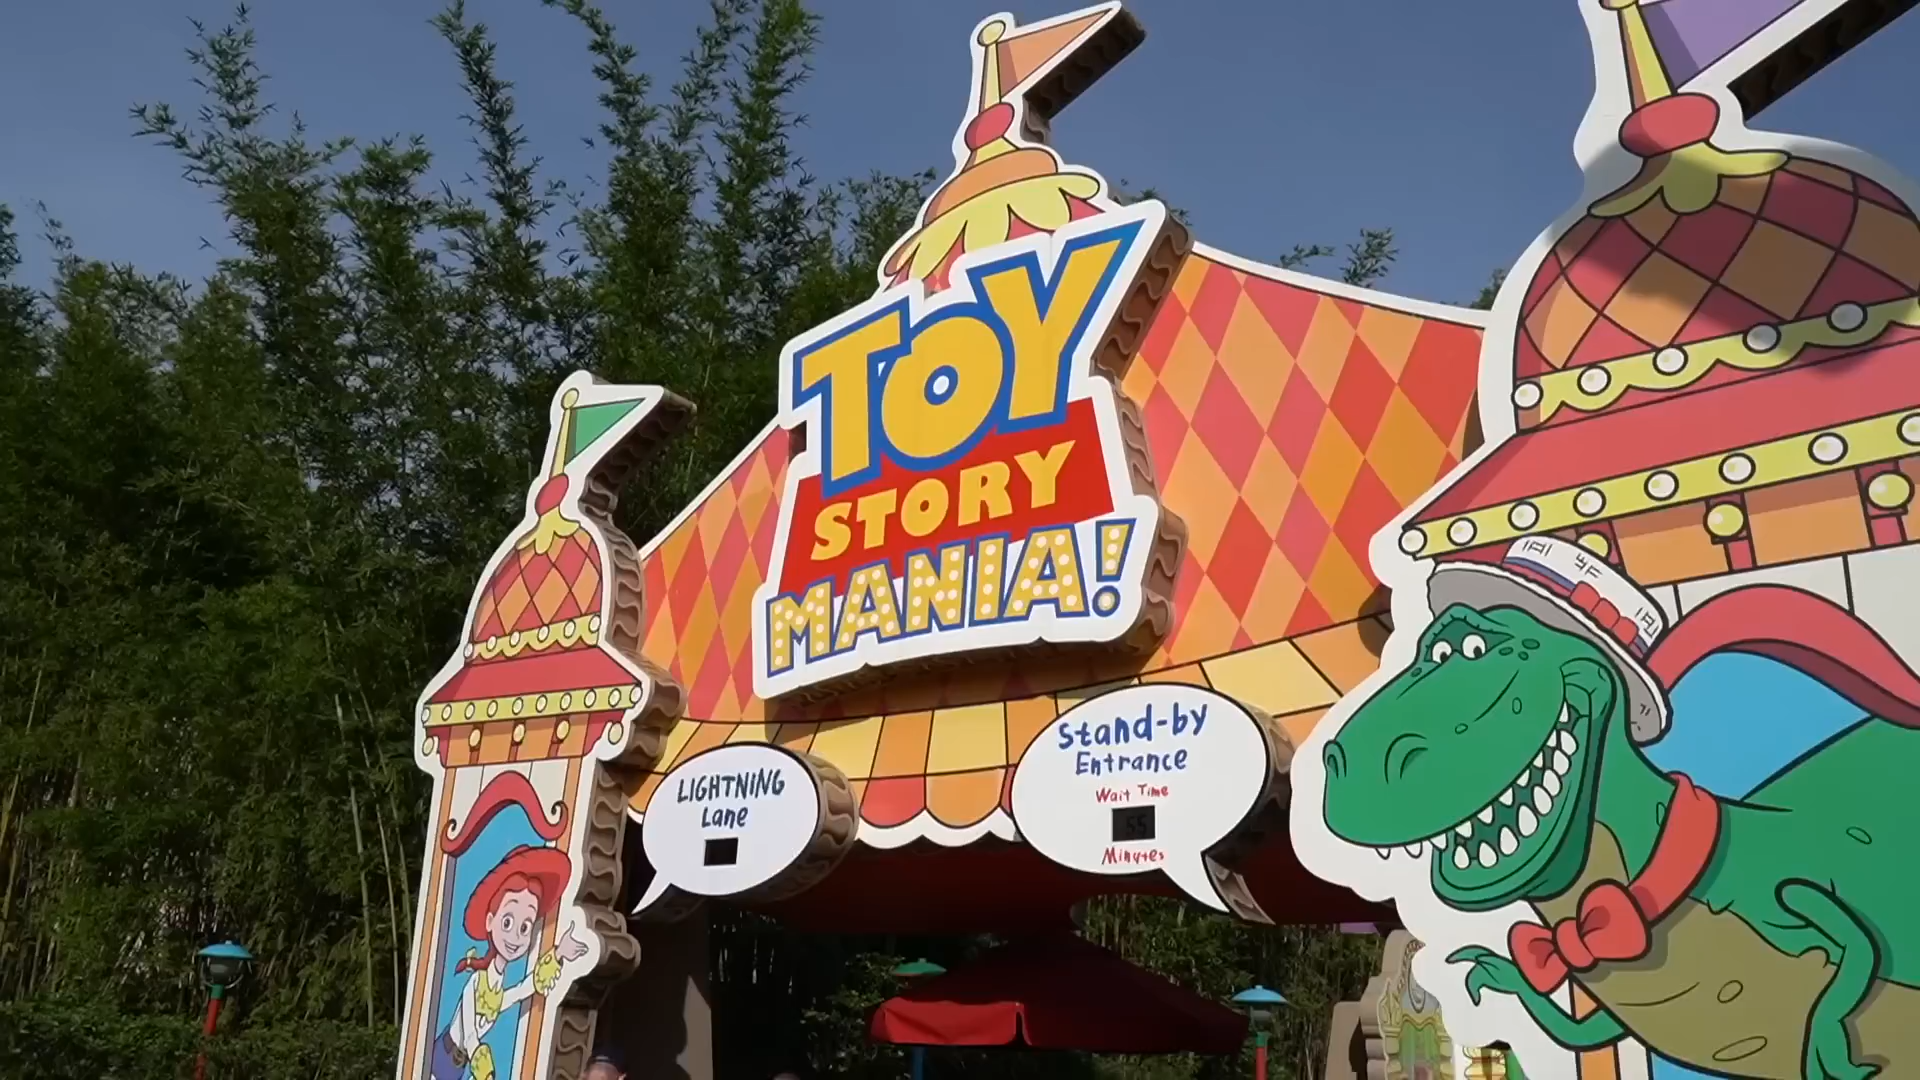 TOY
STORY
MANIA!
LIGHTNING
Lane
Stand-by
Entrance
Wait Time
55
Minutes